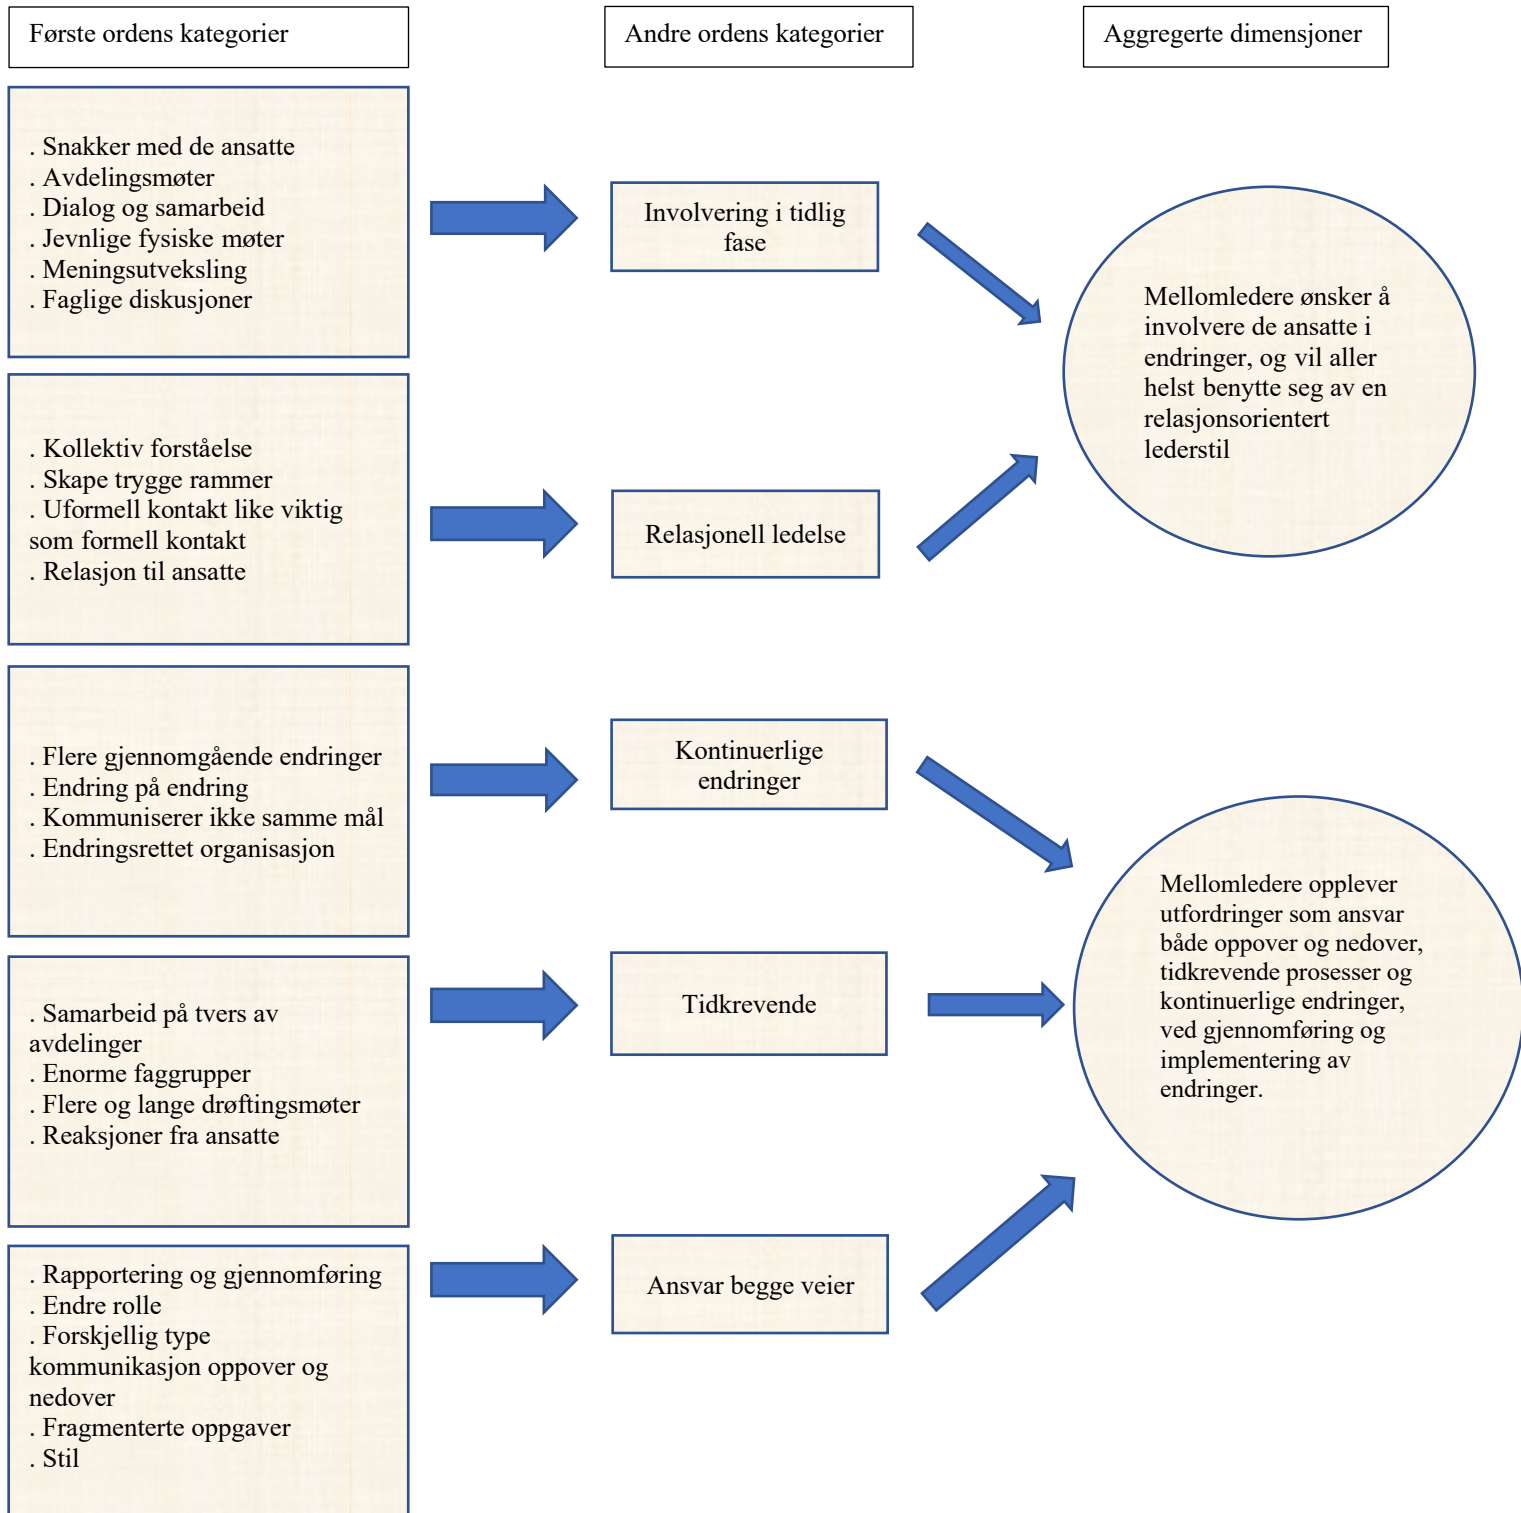 Første ordens kategorier
Andre ordens kategorier
Aggregerte dimensjoner
. Snakker med de ansatte
. Avdelingsmøter
. Dialog og samarbeid
. Jevnlige fysiske møter
. Meningsutveksling
. Faglige diskusjoner
Involvering i tidlig
fase
Mellomledere ønsker å
involvere de ansatte i
endringer, og vil aller
helst benytte seg av en
relasjonsorientert
lederstil
. Kollektiv forståelse
. Skape trygge rammer
. Uformell kontakt like viktig
som formell kontakt
. Relasjon til ansatte
Relasjonell ledelse
. Flere gjennomgående endringer
. Endring på endring
. Kommuniserer ikke samme mål
. Endringsrettet organisasjon
Kontinuerlige
endringer
Mellomledere opplever
utfordringer som ansvar
både oppover og nedover,
tidkrevende prosesser og
kontinuerlige endringer,
ved gjennomføring og
implementering av
endringer.
. Samarbeid på tvers av
avdelinger
. Enorme faggrupper
. Flere og lange drøftingsmøter
. Reaksjoner fra ansatte
Tidkrevende
. Rapportering og gjennomføring
. Endre rolle
. Forskjellig type
kommunikasjon oppover og
nedover
. Fragmenterte oppgaver
. Stil
Ansvar begge veier